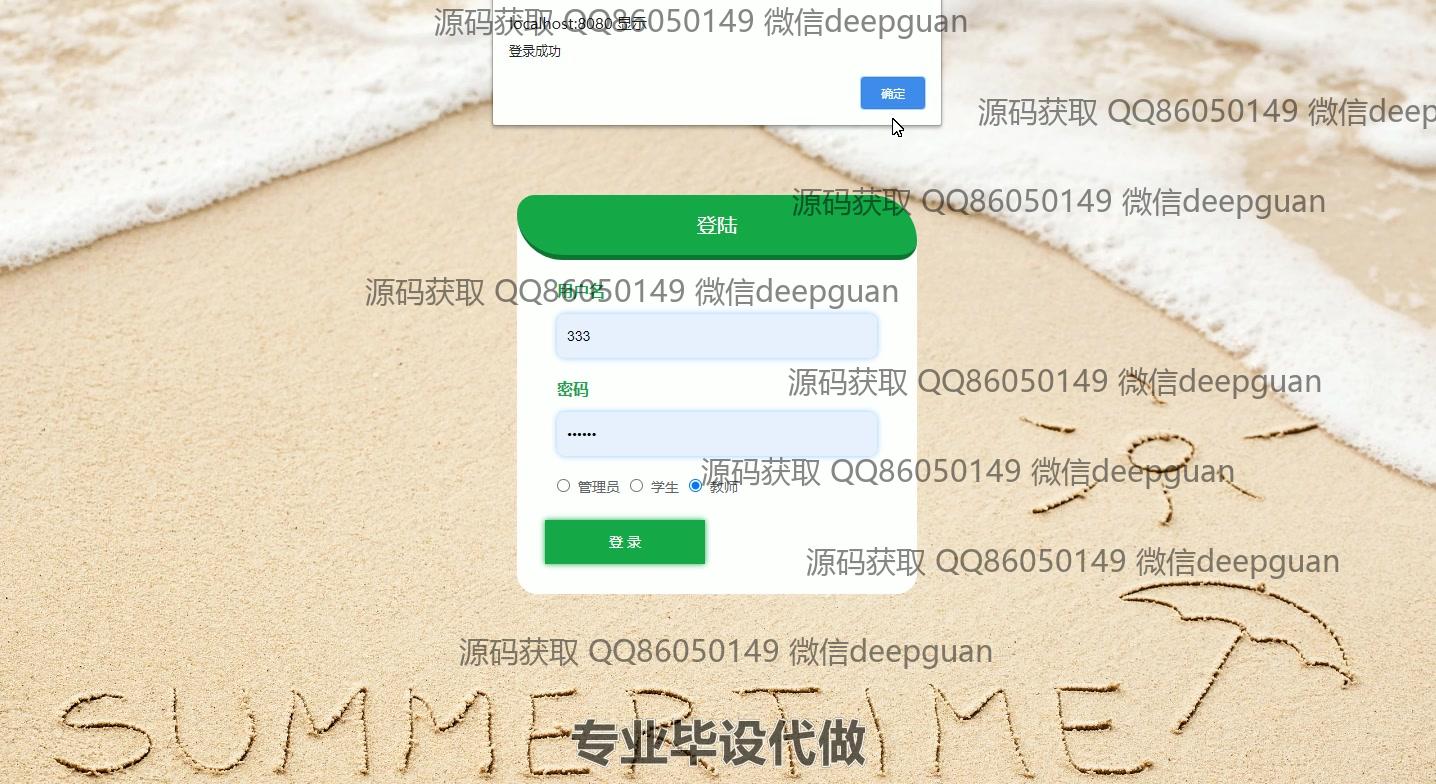 源码获取 QQ86050149 微信deepguan
localhost:8080 显示
登录成功
确定
源码获取 QQ86050149 微信deep
源码获取 QQ86050149 微信deepguan
登陆
源码获取 QQ86050149 微信deepguan
用户名
333
源码获取 QQ86050149 微信deepguan
密码
••••••
源码获取 QQ86050149 微信deepguan
管理员 学生 教师
登 录
源码获取 QQ86050149 微信deepguan
源码获取 QQ86050149 微信deepguan
SUMMERTIME
专业毕设代做